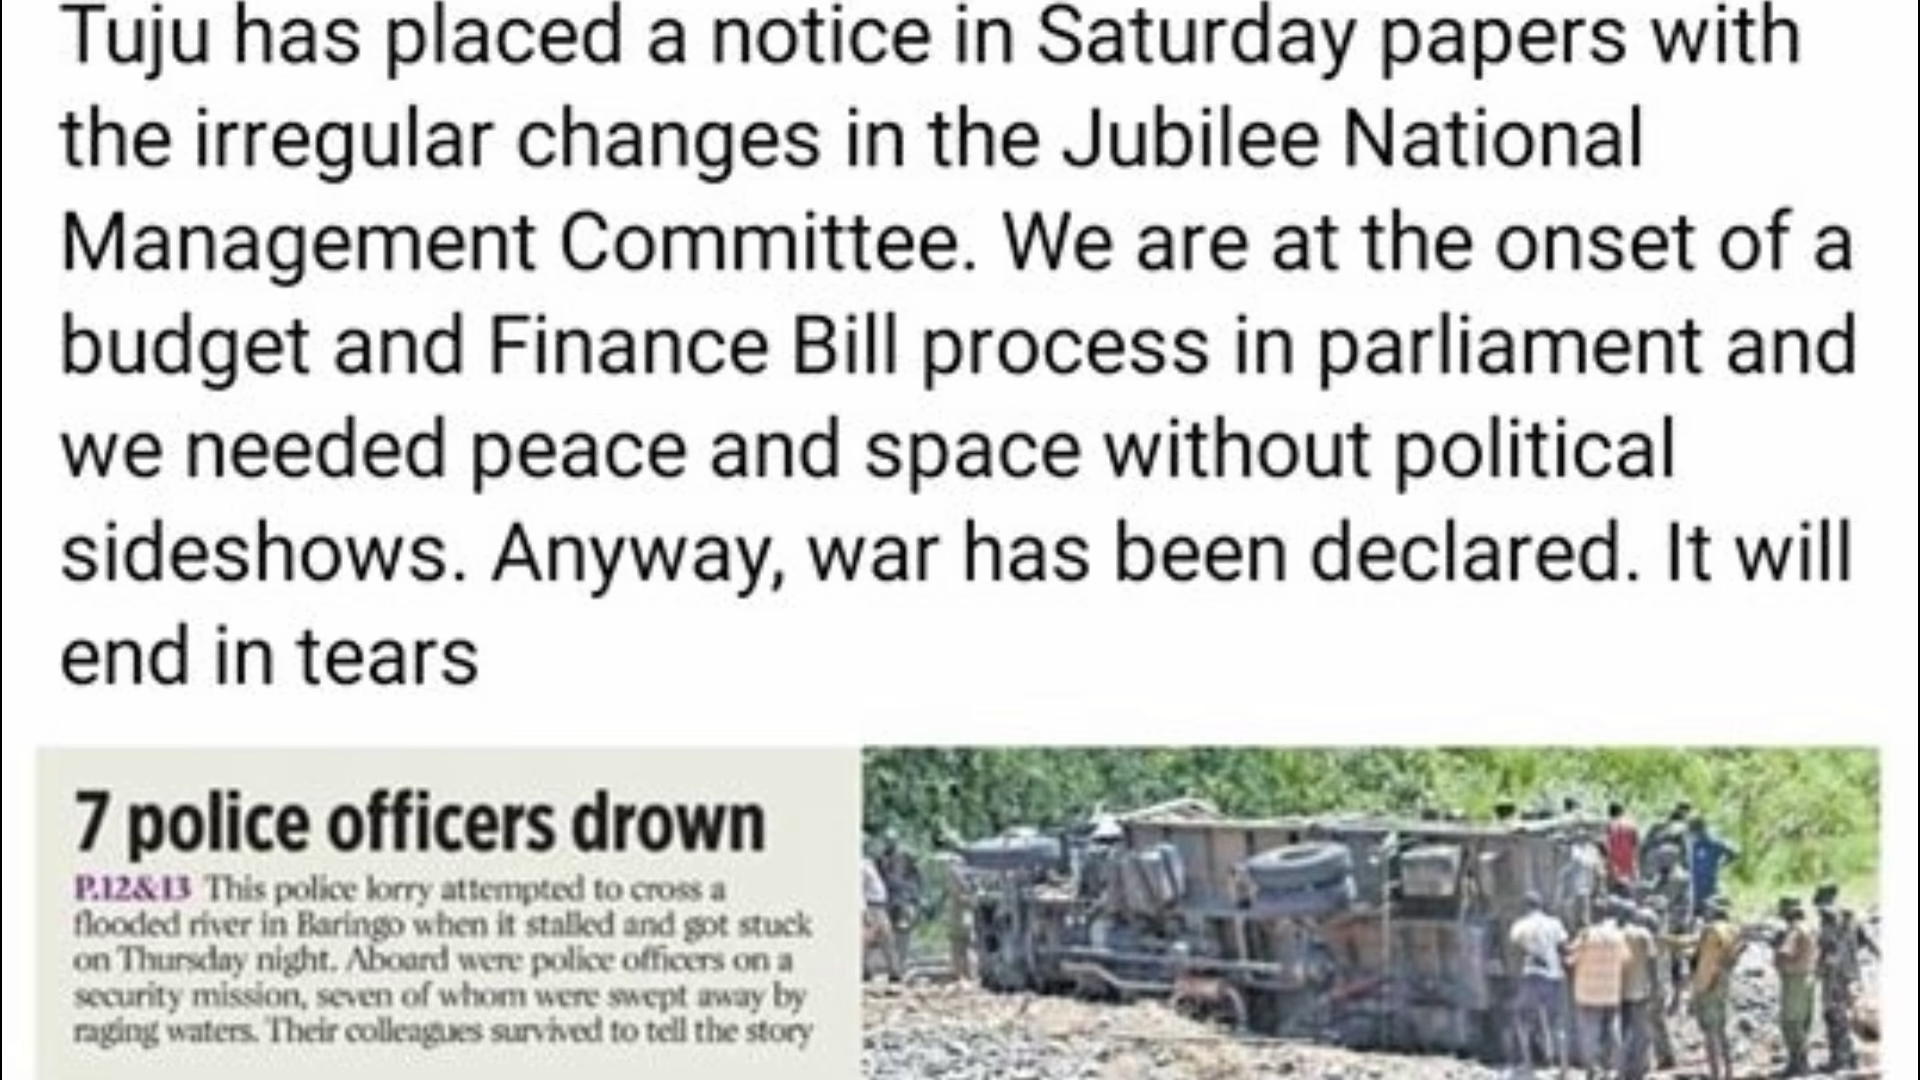 Tuju has placed a notice in Saturday papers with
the irregular changes in the Jubilee National
Management Committee. We are at the onset of a
budget and Finance Bill process in parliament and
we needed peace and space without political
sideshows. Anyway, war has been declared. It will
end in tears
7 police officers drown
P.12&13 This police lorry attempted to cross a
flooded river in Baringo when it stalled and got stuck
on Thursday night. Aboard were police officers on a
security mission, seven of whom were swept away by
raging waters. Their colleagues survived to tell the story